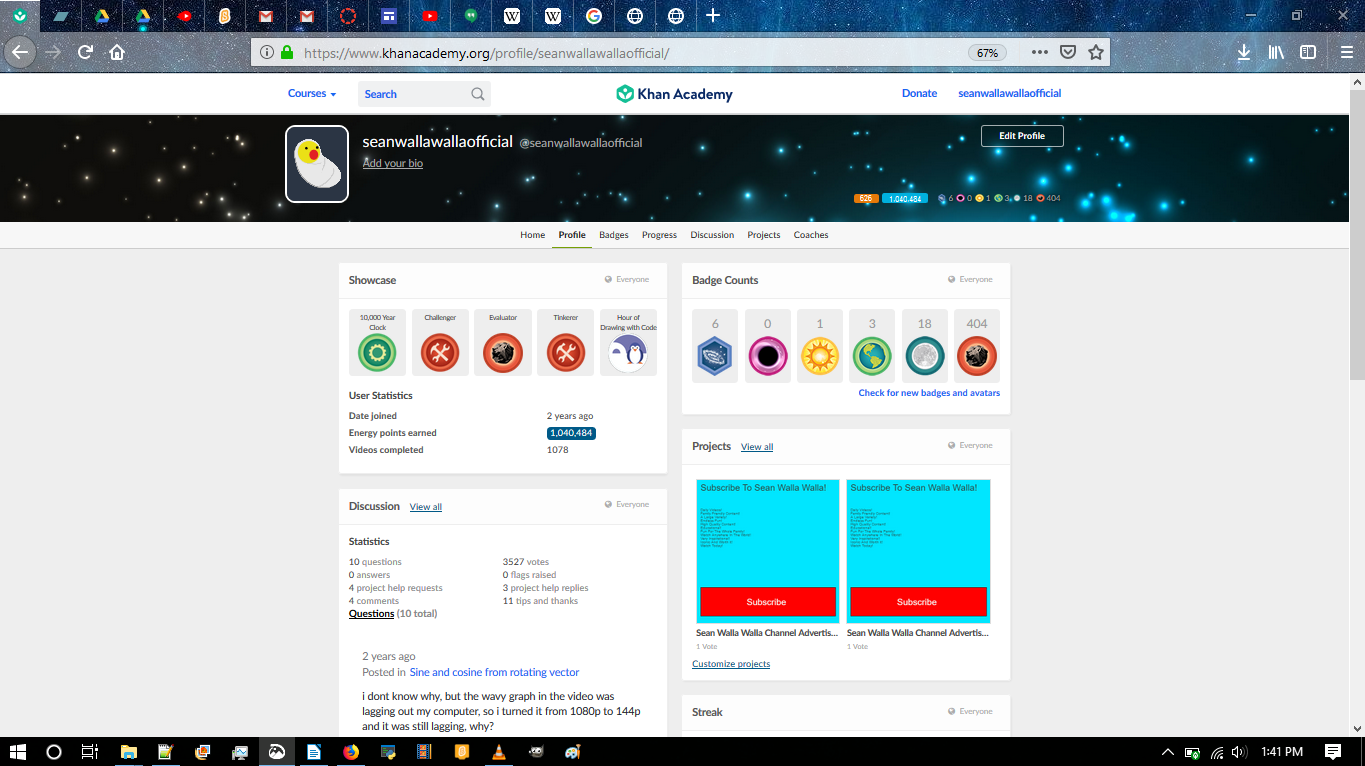 https://www.khanacademy.org/profile/seanwallawallaofficial/
67%
Courses
Search
Khan Academy
Donate
seanwallawallaofficial
seanwallawallaofficial @seanwallawallaofficial
Add your bio
Edit Profile
626 1,040,484 6 0 1 3 18 404
Home Profile Badges Progress Discussion Projects Coaches
Showcase
Everyone
10,000 Year
Clock
Challenger
Evaluator
Tinkerer
Hour of
Drawing with Code
User Statistics
Date joined 2 years ago
Energy points earned 1,040,484
Videos completed 1078
Badge Counts
Everyone
6 0 1 3 18 404
Check for new badges and avatars
Discussion View all
Everyone
Statistics
10 questions 3527 votes
0 answers 0 flags raised
4 project help requests 3 project help replies
4 comments 11 tips and thanks
Questions (10 total)
2 years ago
Posted in Sine and cosine from rotating vector
i dont know why, but the wavy graph in the video was
lagging out my computer, so i turned it from 1080p to 144p
and it was still lagging, why?
Projects View all
Everyone
Subscribe To Sean Walla Walla!
Subscribe
Sean Walla Walla Channel Advertis...
1 Vote
Subscribe To Sean Walla Walla!
Subscribe
Sean Walla Walla Channel Advertis...
1 Vote
Customize projects
Streak
Everyone
1:41 PM